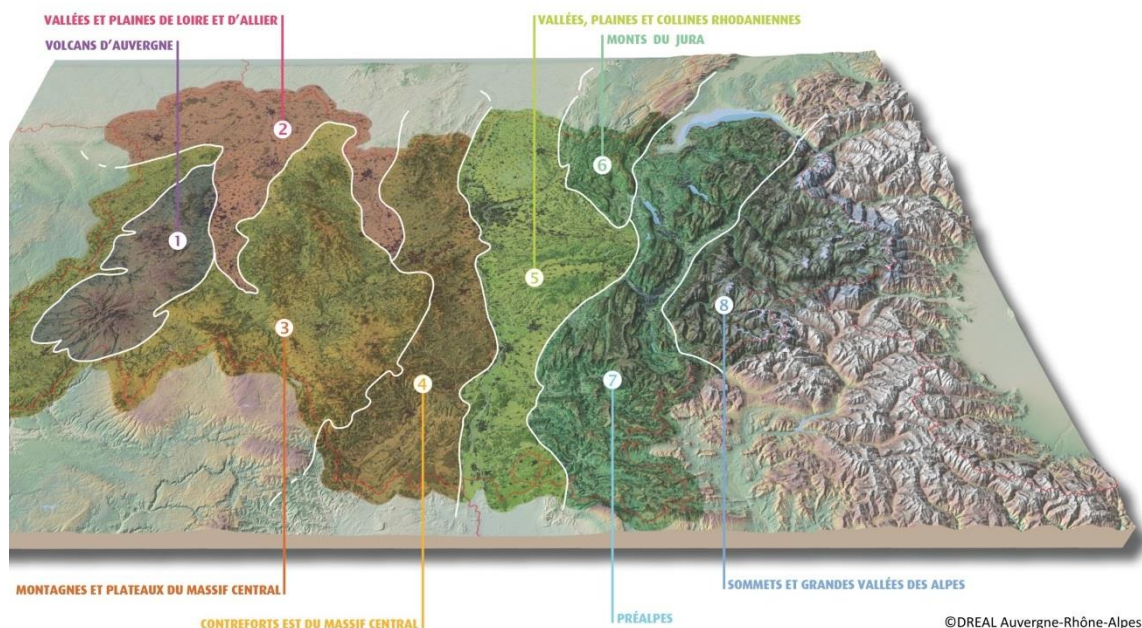 VALLÉES ET PLAINES DE LOIRE ET D'ALLIER
VALLÉES, PLAINES ET COLLINES RHODANIENNES
VOLCANS D'AUVERGNE
MONTS DU JURA
2
6
1
5
8
3
7
4
MONTAGNES ET PLATEAUX DU MASSIF CENTRAL
SOMMETS ET GRANDES VALLÉES DES ALPES
CONTREFORTS EST DU MASSIF CENTRAL
PRÉALPES
©DREAL Auvergne-Rhône-Alpes